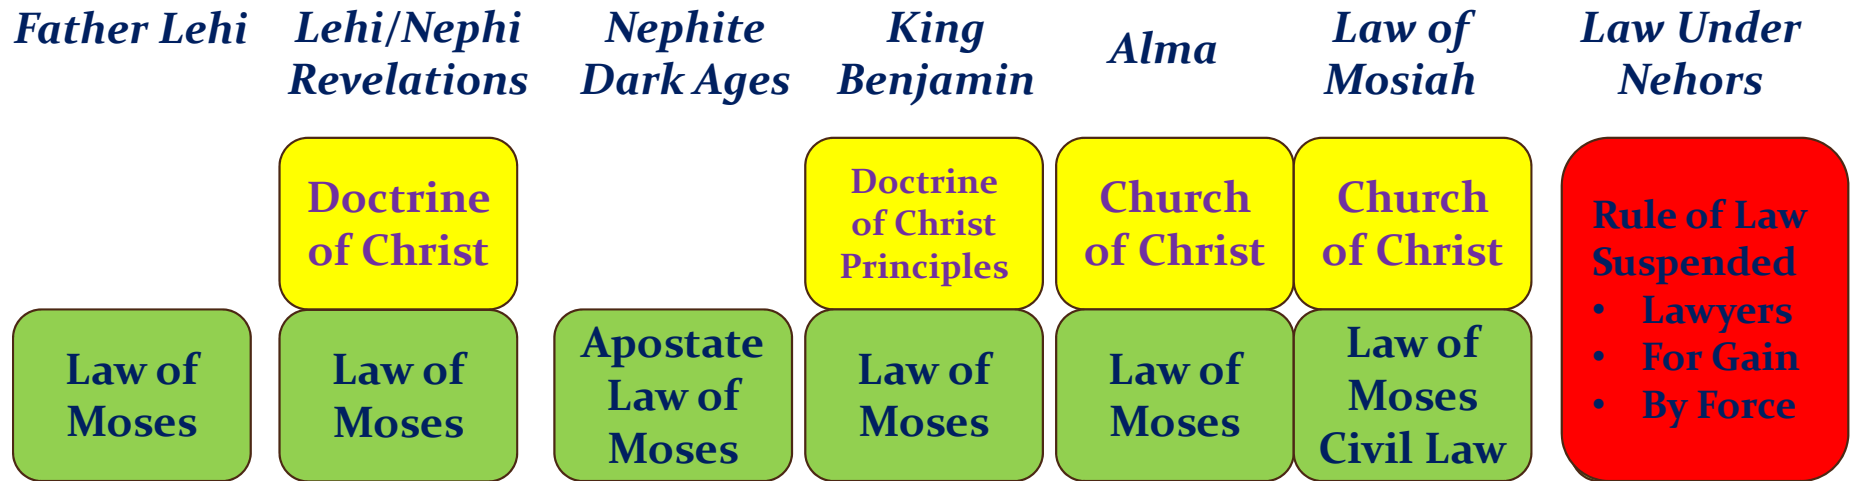 Father Lehi
Lehi/Nephi
Revelations
Nephite
Dark Ages
King
Benjamin
Alma
Law of
Mosiah
Law Under
Nehors
Doctrine
of Christ
Doctrine
of Christ
Principles
Church
of Christ
Church
of Christ
Rule of Law
Suspended
• Lawyers
• For Gain
• By Force
Law of
Moses
Law of
Moses
Apostate
Law of
Moses
Law of
Moses
Law of
Moses
Law of
Moses
Civil Law